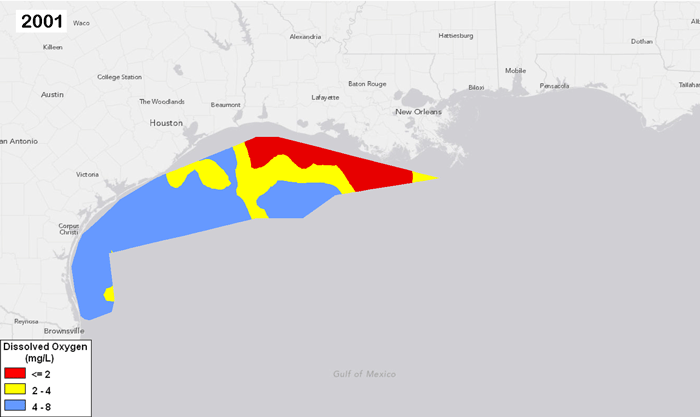 2001
Waco
Killeen
Alexandria
Hattiesburg
Dothan
Alb
College Station
Austin
The Woodlands
Beaumont
Lafayette
Baton Rouge
Biloxi
Mobile
Pensacola
Tallahas
Houston
New Orleans
an Antonio
Victoria
Corpus
Christi
Reynosa
Brownsville
Dissolved Oxygen
(mg/L)
<= 2
2 - 4
4 - 8
Gulf of Mexico